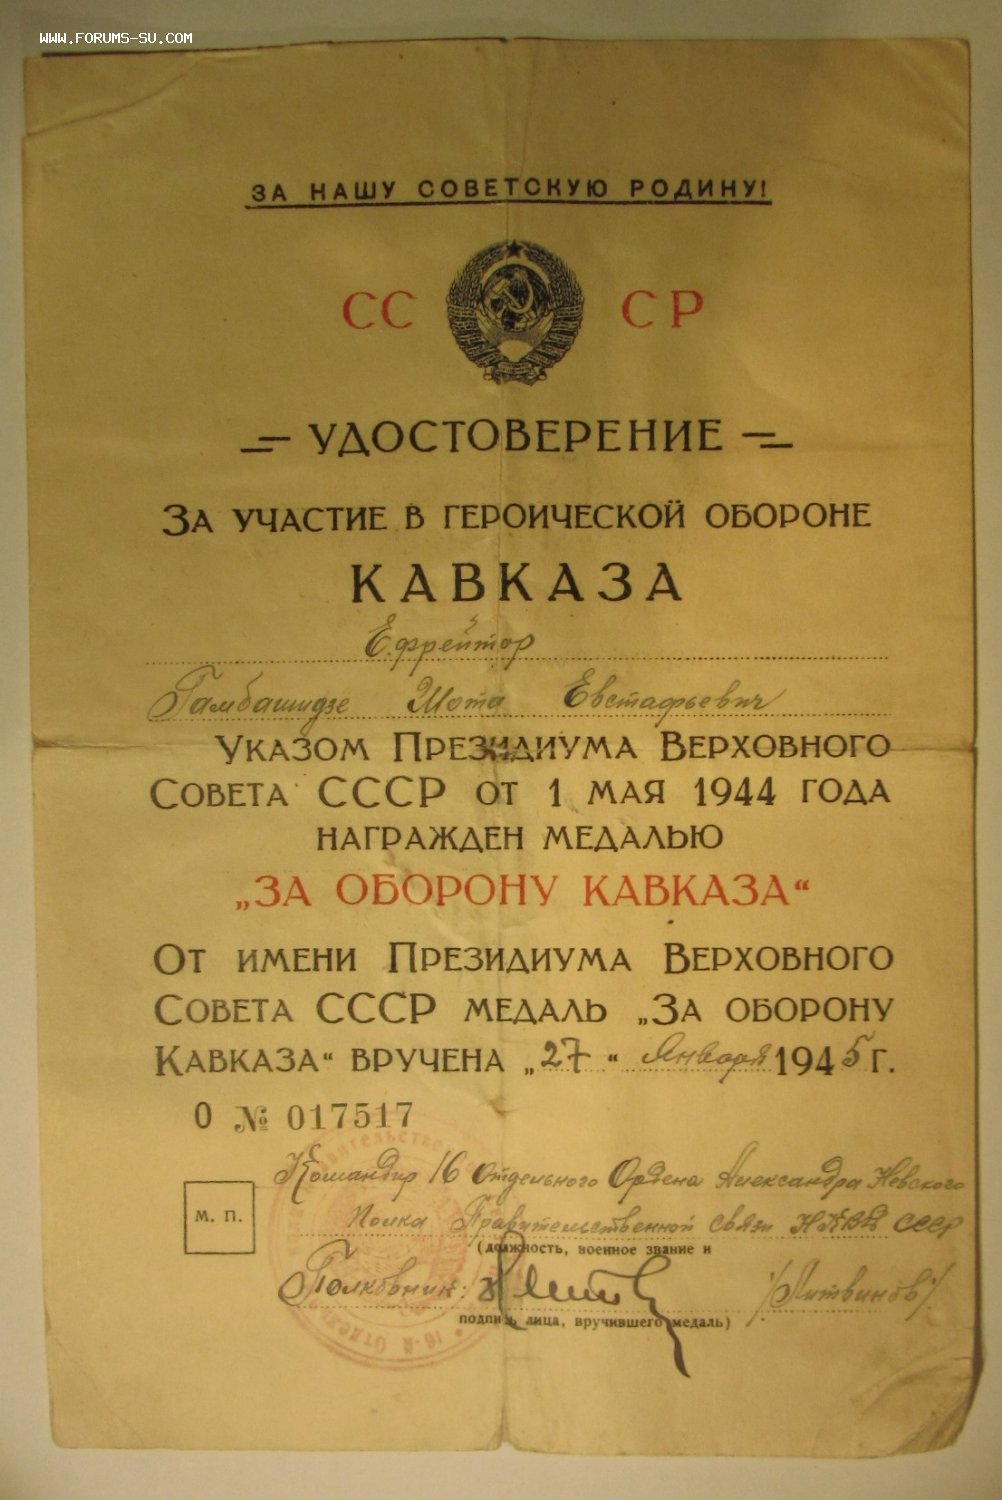 WWW.FORUMS-SU.COM
ЗА НАШУ СОВЕТСКУЮ РОДИНУ!
СС СР
УДОСТОВЕРЕНИЕ
ЗА УЧАСТИЕ В ГЕРОИЧЕСКОЙ ОБОРОНЕ
КАВКАЗА
Ефрейтор
Гамбашидзе Шота Евстафьевич
УКАЗОМ ПРЕЗИДИУМА ВЕРХОВНОГО
СОВЕТА СССР ОТ 1 МАЯ 1944 ГОДА
НАГРАЖДЕН МЕДАЛЬЮ
„ЗА ОБОРОНУ КАВКАЗА“
ОТ ИМЕНИ ПРЕЗИДИУМА ВЕРХОВНОГО
СОВЕТА СССР МЕДАЛЬ „ЗА ОБОРОНУ
КАВКАЗА“ ВРУЧЕНА „27“ Января 1945 г.
О № 017517
Командир 16 Отдельного Ордена Александра Невского
М. П.
Полка Правительственной связи НКВД СССР
(должность, военное звание и
Полковник: /Литвинов/
подпись лица, вручившего медаль)